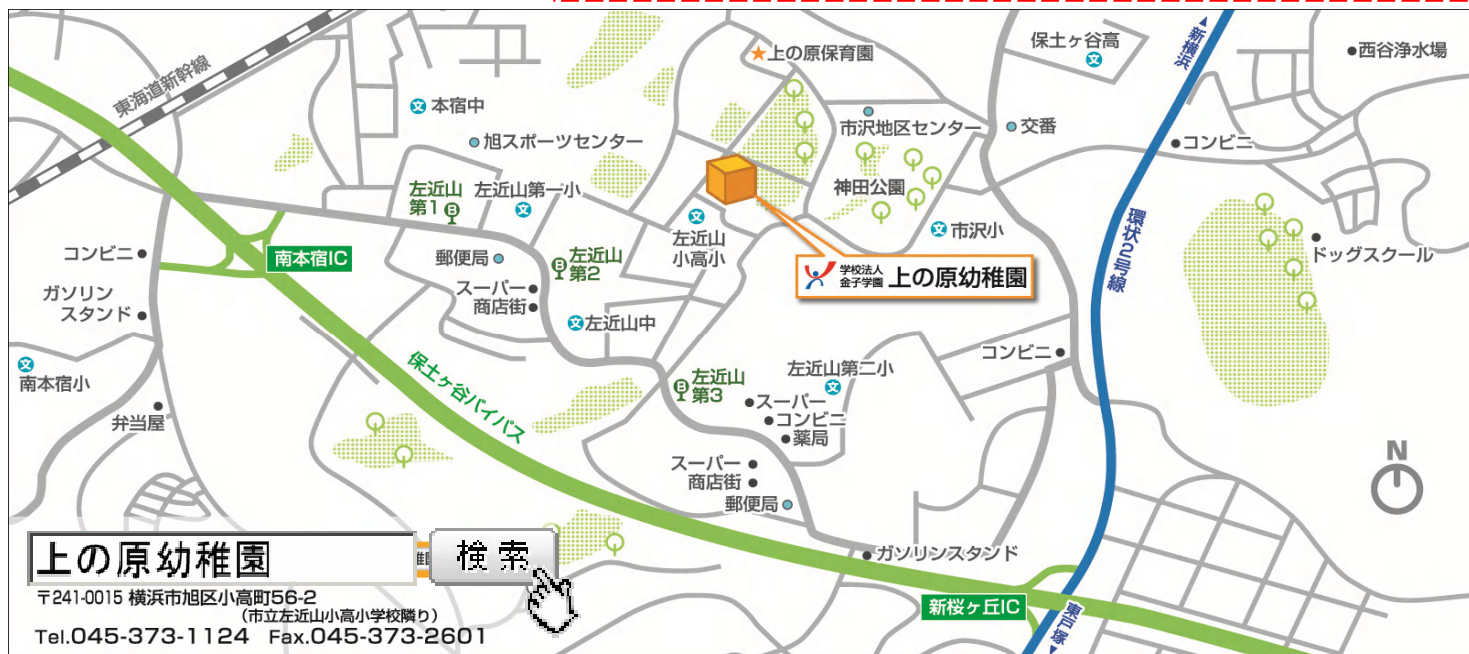 保土ヶ谷高
文
新横浜
上の原保育園
西谷浄水場
東海道新幹線
文 本宿中
市沢地区センター
交番
コンビニ
旭スポーツセンター
左近山
第1
B
左近山第一小
文
神田公園
環状2号線
文
左近山
小高小
文 市沢小
コンビニ
南本宿IC
郵便局
B
左近山
第2
学校法人
金子学園
上の原幼稚園
ドッグスクール
ガソリン
スタンド
スーパー
商店街
文 左近山中
文
南本宿小
保土ヶ谷バイパス
B
左近山
第3
左近山第二小
文
コンビニ
弁当屋
スーパー
コンビニ
薬局
スーパー
商店街
郵便局
N
ガソリンスタンド
新桜ヶ丘IC
東戸塚
上の原幼稚園
検索
〒241-0015 横浜市旭区小高町56-2
(市立左近山小高小学校隣り)
Tel.045-373-1124 Fax.045-373-2601